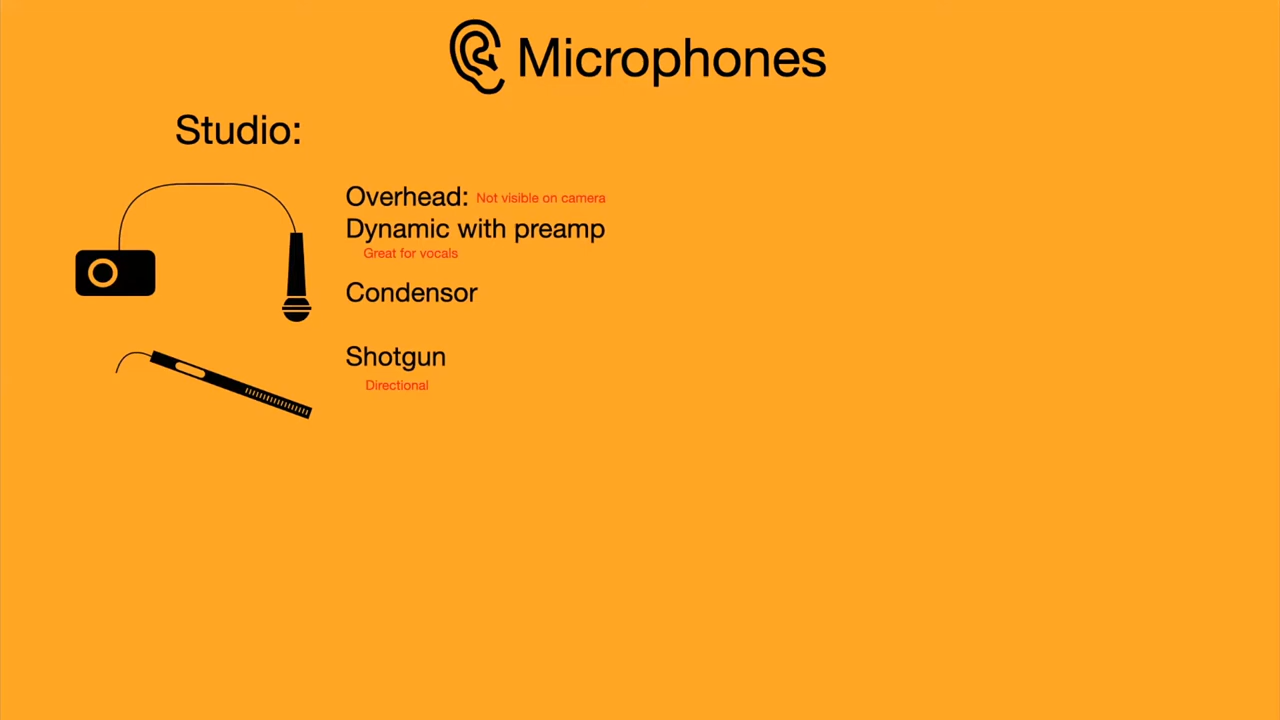 Microphones
Studio:
Overhead: Not visible on camera
Dynamic with preamp
Great for vocals
Condensor
Shotgun
Directional